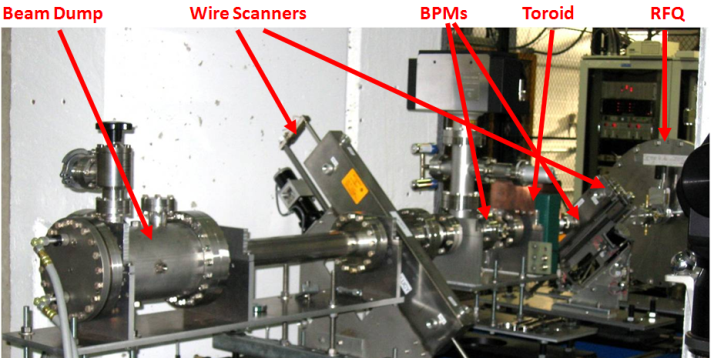 Beam Dump
Wire Scanners
BPMs
Toroid
RFQ